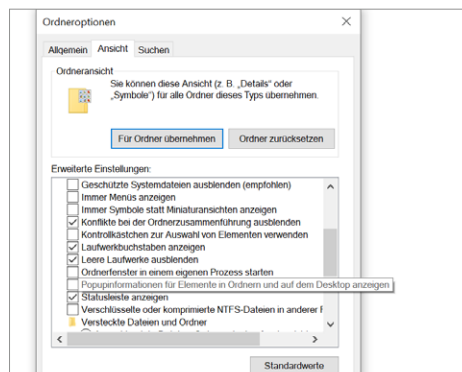 Ordneroptionen
Allgemein Ansicht Suchen
Ordneransicht
Sie können diese Ansicht (z. B. „Details“ oder
„Symbole“) für alle Ordner dieses Typs übernehmen.
Für Ordner übernehmen Ordner zurücksetzen
Erweiterte Einstellungen:
Geschützte Systemdateien ausblenden (empfohlen)
Immer Menüs anzeigen
Immer Symbole statt Miniaturansichten anzeigen
Konflikte bei der Ordnerzusammenführung ausblenden
Kontrollkästchen zur Auswahl von Elementen verwenden
Laufwerkbuchstaben anzeigen
Leere Laufwerke ausblenden
Ordnerfenster in einem eigenen Prozess starten
Popupinformationen für Elemente in Ordnern und auf dem Desktop anzeigen
Statusleiste anzeigen
Verschlüsselte oder komprimierte NTFS-Dateien in anderer F
Versteckte Dateien und Ordner
Standardwerte